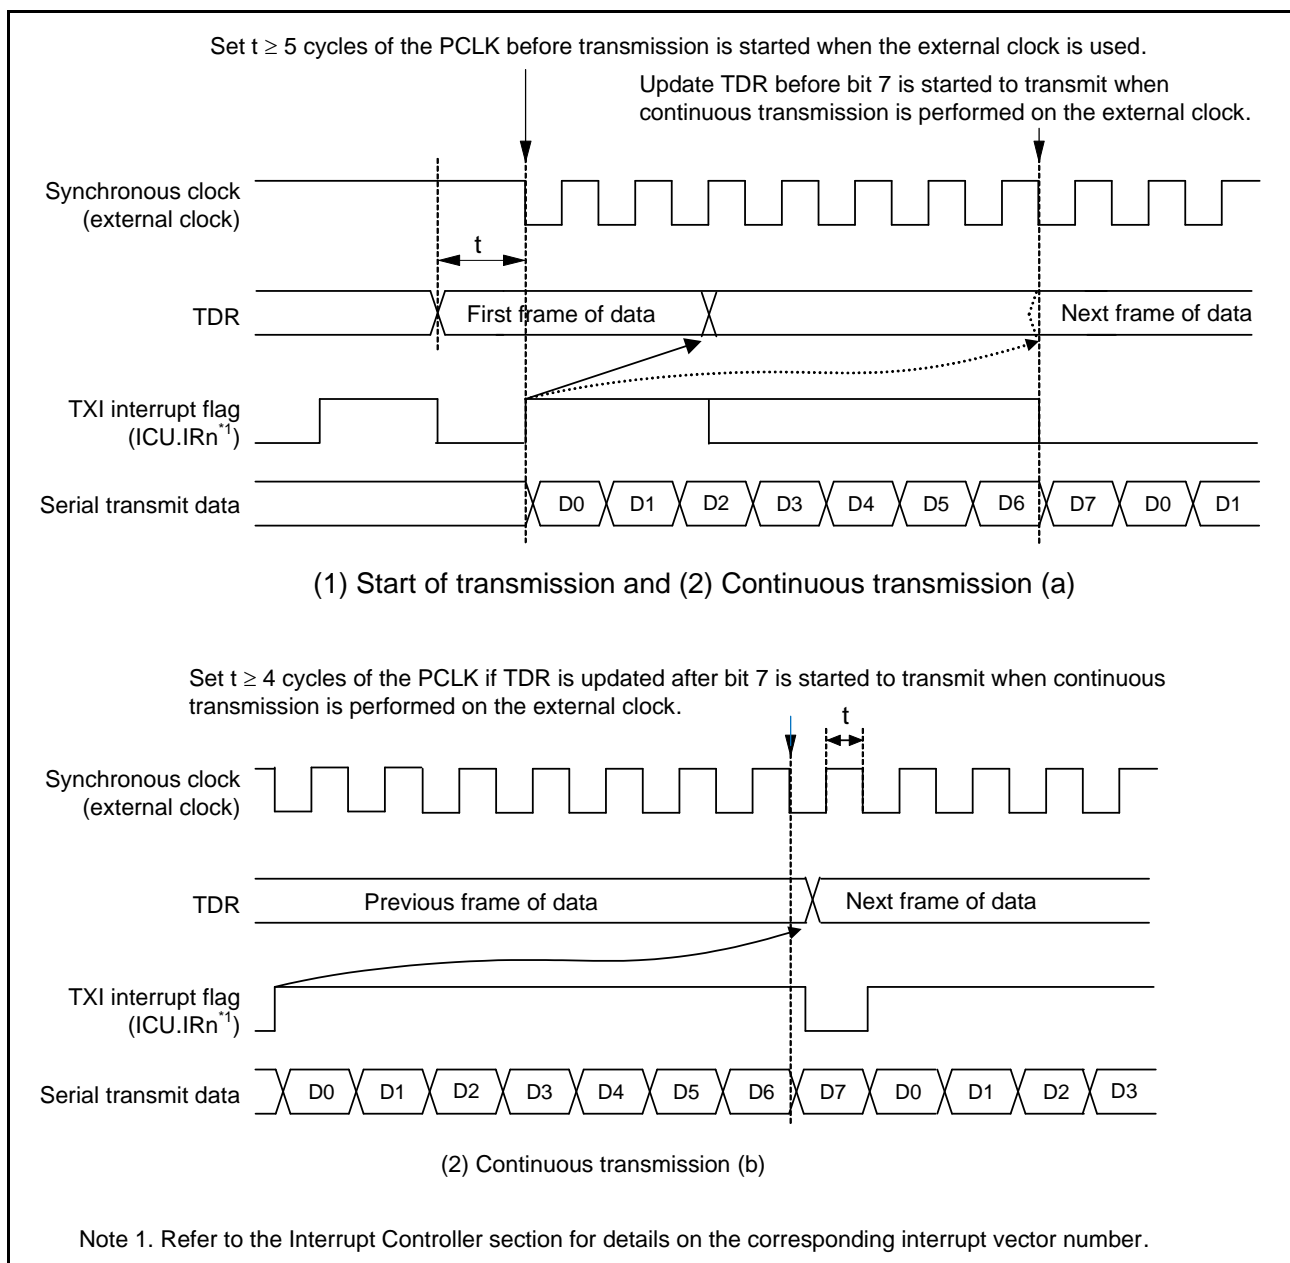 Set t ≥ 5 cycles of the PCLK before transmission is started when the external clock is used.
Update TDR before bit 7 is started to transmit when
continuous transmission is performed on the external clock.
Synchronous clock
(external clock)
t
TDR
First frame of data
Next frame of data
TXI interrupt flag
(ICU.IRn*1)
Serial transmit data
D0 D1 D2 D3 D4 D5 D6 D7 D0 D1
(1) Start of transmission and (2) Continuous transmission (a)
Set t ≥ 4 cycles of the PCLK if TDR is updated after bit 7 is started to transmit when continuous
transmission is performed on the external clock.
t
Synchronous clock
(external clock)
TDR
Previous frame of data
Next frame of data
TXI interrupt flag
(ICU.IRn*1)
Serial transmit data
D0 D1 D2 D3 D4 D5 D6 D7 D0 D1 D2 D3
(2) Continuous transmission (b)
Note 1. Refer to the Interrupt Controller section for details on the corresponding interrupt vector number.